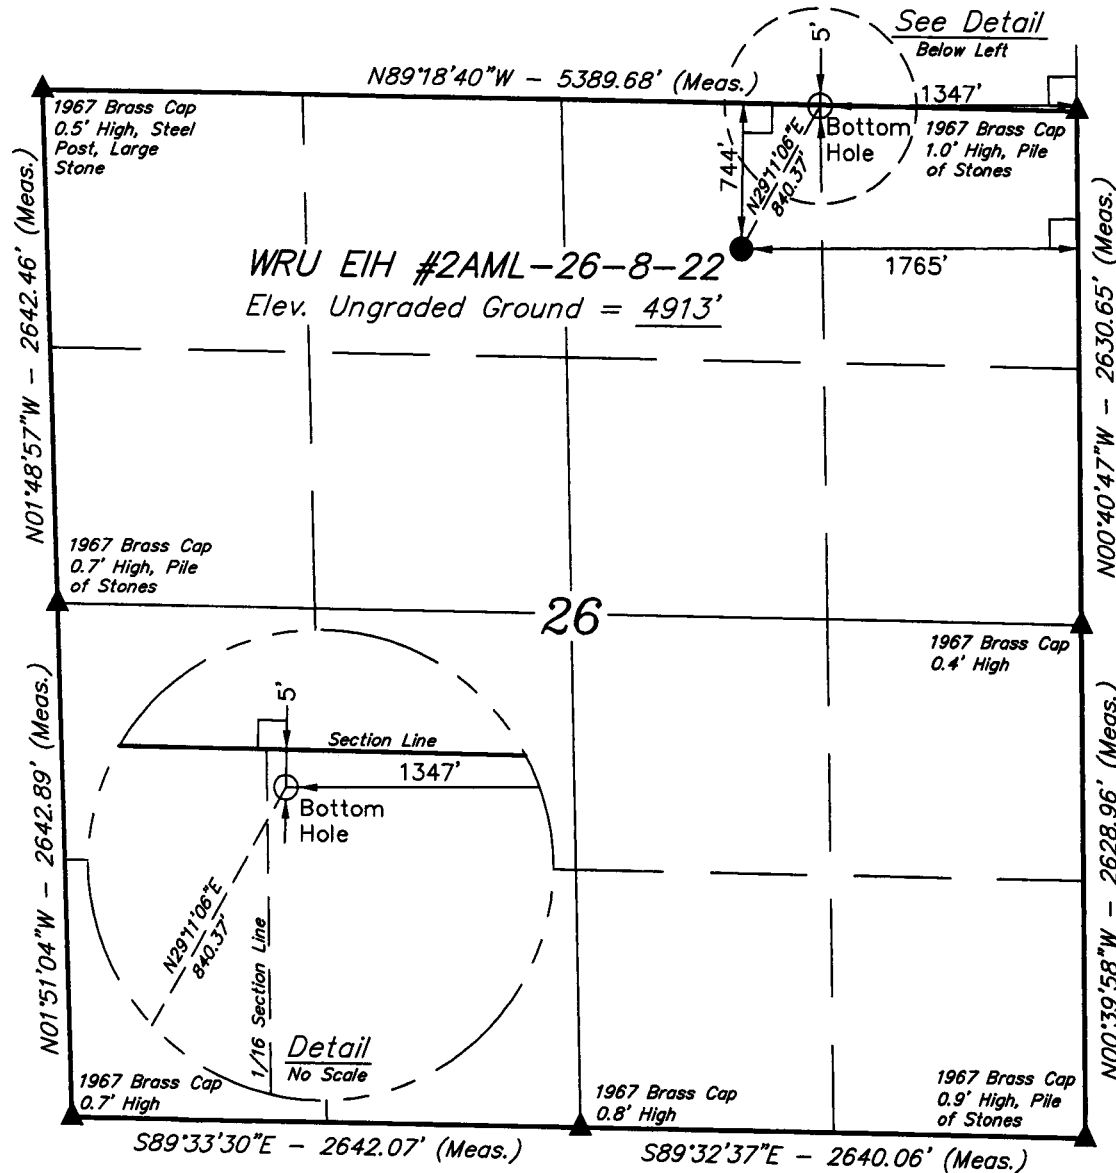 See Detail
Below Left
5'
N89°18'40"W - 5389.68' (Meas.)
1347'
1967 Brass Cap
0.5' High, Steel
Post, Large
Stone
Bottom
Hole
1967 Brass Cap
1.0' High, Pile
of Stones
744'
N29°11'06"E
840.37'
1765'
WRU EIH #2AML-26-8-22
Elev. Ungraded Ground = 4913'
N01°48'57"W - 2642.46' (Meas.)
N00°40'47"W - 2630.65' (Meas.)
1967 Brass Cap
0.7' High, Pile
of Stones
26
1967 Brass Cap
0.4' High
5'
Section Line
1347'
Bottom
Hole
N29°11'06"E
840.37'
1/16 Section Line
Detail
No Scale
N01°51'04"W - 2642.89' (Meas.)
N00°39'58"W - 2628.96' (Meas.)
1967 Brass Cap
0.7' High
1967 Brass Cap
0.8' High
1967 Brass Cap
0.9' High, Pile
of Stones
S89°33'30"E - 2642.07' (Meas.)
S89°32'37"E - 2640.06' (Meas.)